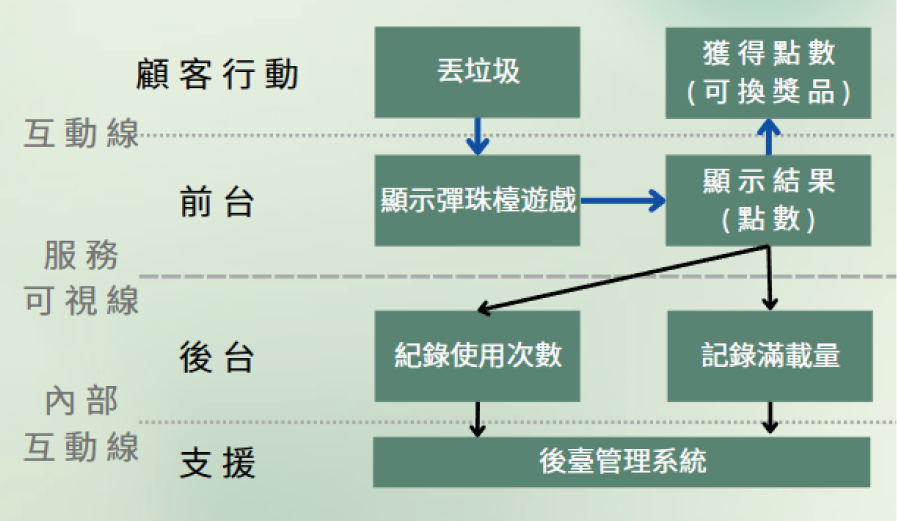 顧客行動
丟垃圾
獲得點數
(可換獎品)
互動線
前台
顯示彈珠檯遊戲
顯示結果
(點數)
服務
可視線
後台
紀錄使用次數
記錄滿載量
內部
互動線
支援
後臺管理系統